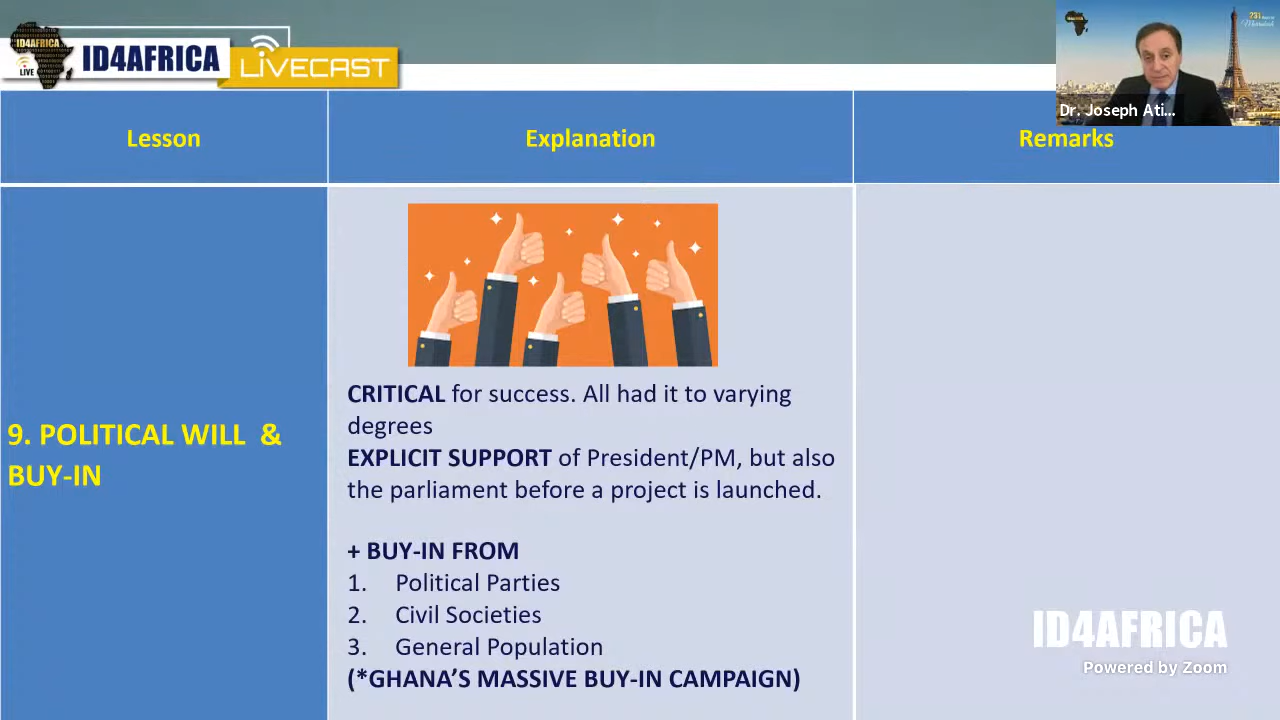 ID4AFRICA
LIVE
ID4AFRICA
LIVECAST
Dr. Joseph Ati...
Lesson
Explanation
Remarks
9. POLITICAL WILL &
BUY-IN
CRITICAL for success. All had it to varying
degrees
EXPLICIT SUPPORT of President/PM, but also
the parliament before a project is launched.
+ BUY-IN FROM
1. Political Parties
2. Civil Societies
3. General Population
(*GHANA'S MASSIVE BUY-IN CAMPAIGN)
ID4AFRICA
Powered by Zoom